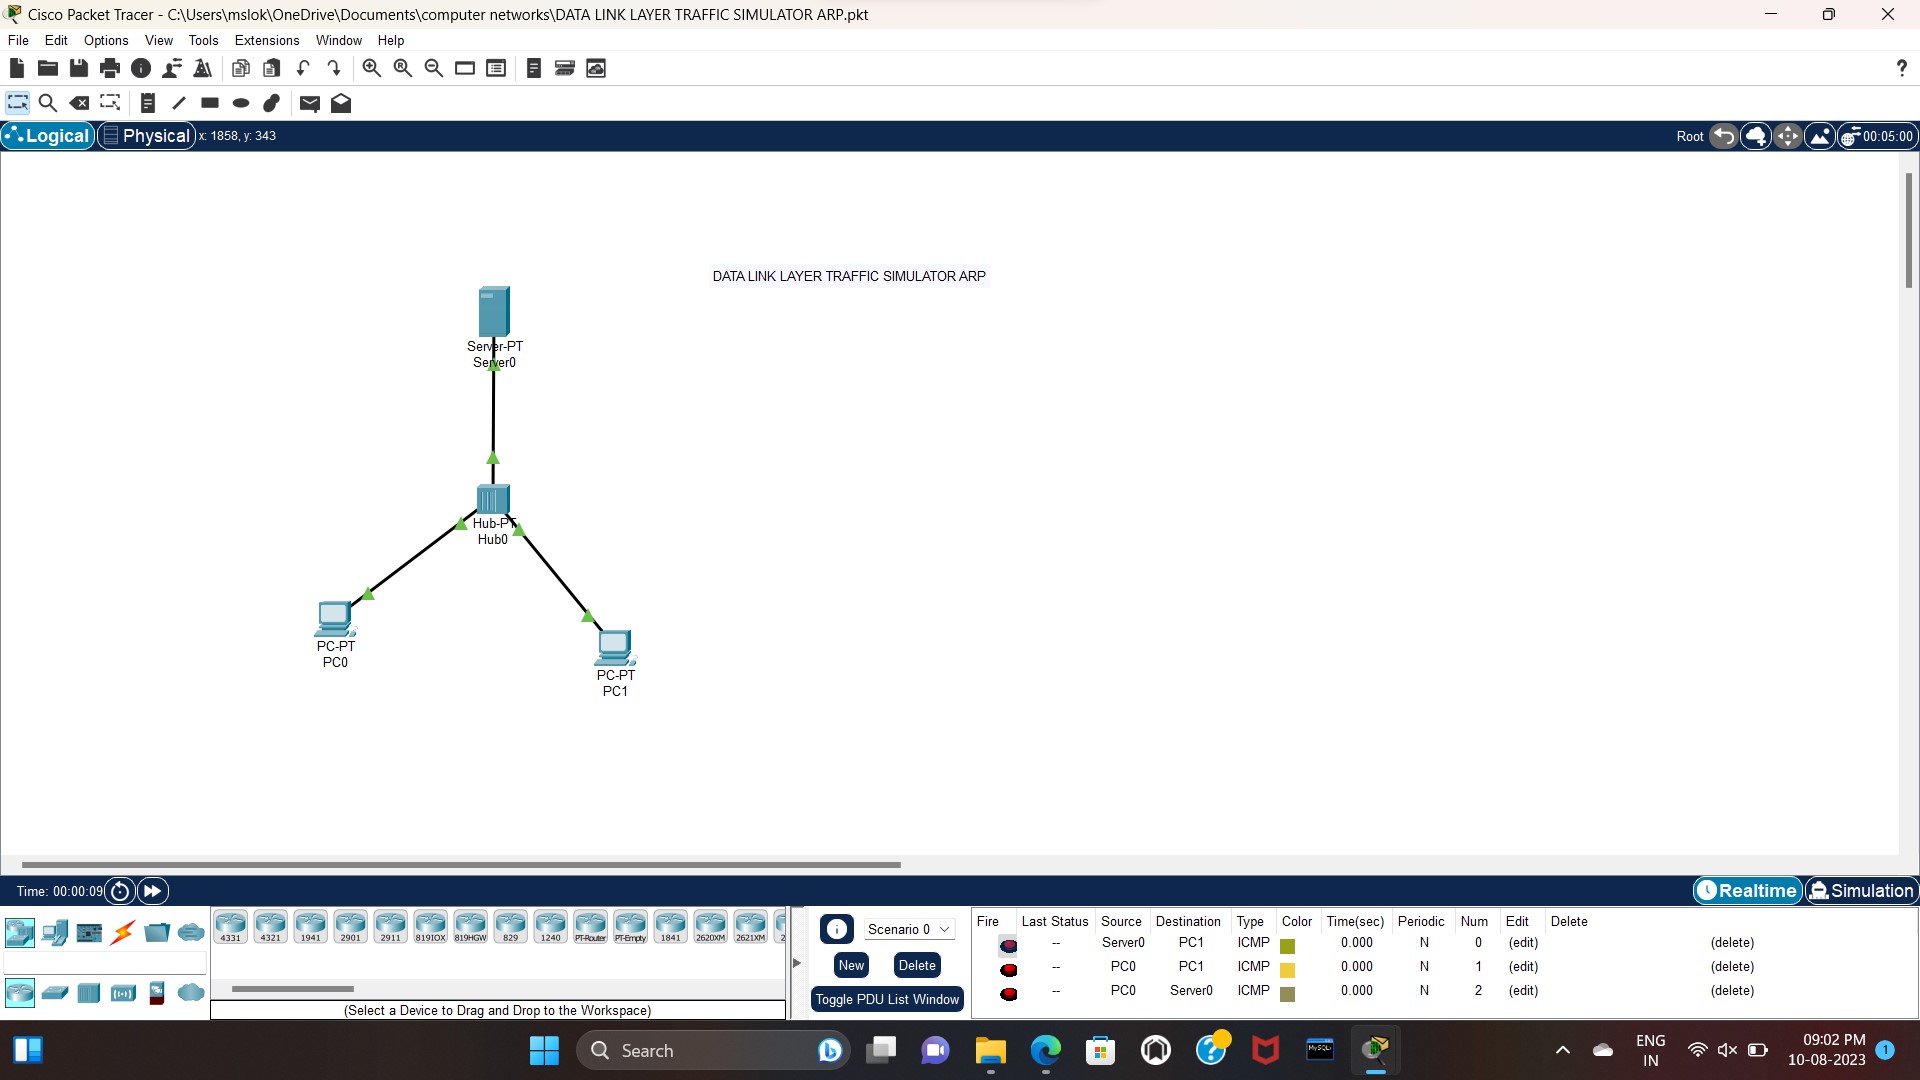 Cisco Packet Tracer - C:\Users\mslok\OneDrive\Documents\computer networks\DATA LINK LAYER TRAFFIC SIMULATOR ARP.pkt
File Edit Options View Tools Extensions Window Help
?
Logical Physical x: 1858, y: 343 Root 00:05:00
DATA LINK LAYER TRAFFIC SIMULATOR ARP
Server-PT
Server0
Hub-PT
Hub0
PC-PT
PC0
PC-PT
PC1
Time: 00:00:09 Realtime Simulation
4331 4321 1941 2901 2911 819IOX 819HGW 829 1240 PT-Router PT-Empty 1841 2620XM 2621XM 2
(Select a Device to Drag and Drop to the Workspace)
Scenario 0
New Delete
Toggle PDU List Window
Fire Last Status Source Destination Type Color Time(sec) Periodic Num Edit Delete
-- Server0 PC1 ICMP 0.000 N 0 (edit) (delete)
-- PC0 PC1 ICMP 0.000 N 1 (edit) (delete)
-- PC0 Server0 ICMP 0.000 N 2 (edit) (delete)
Search
MySQL
ENG
IN
09:02 PM
10-08-2023
1